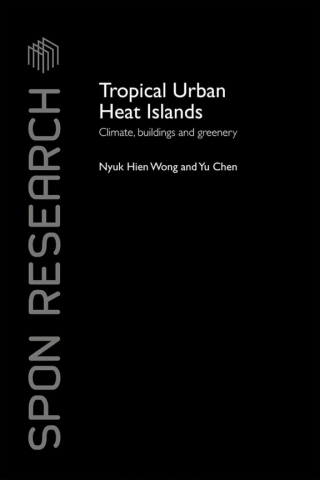 Tropical Urban
Heat Islands
Climate, buildings and greenery
Nyuk Hien Wong and Yu Chen
SPON RESEARCH